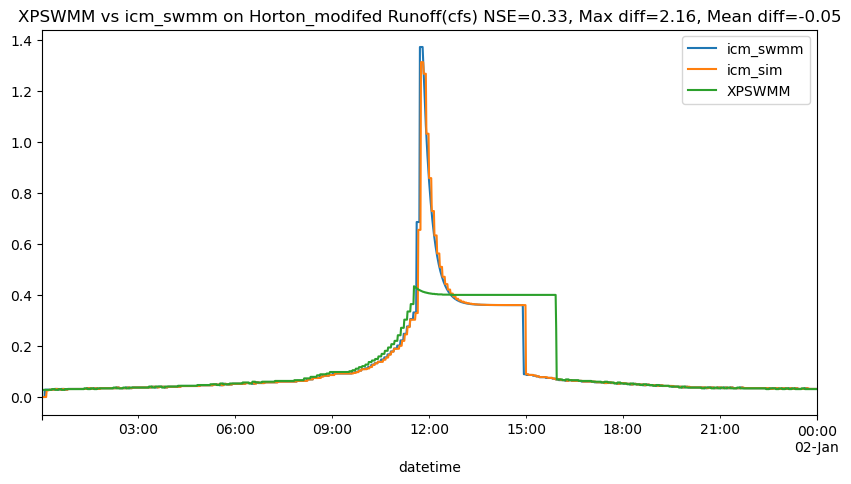 XPSWMM vs icm_swmm on Horton_modifed Runoff(cfs) NSE=0.33, Max diff=2.16, Mean diff=-0.05
icm_swmm
icm_sim
XPSWMM
1.4
1.2
1.0
0.8
0.6
0.4
0.2
0.0
03:00 06:00 09:00 12:00 15:00 18:00 21:00 00:00
02-Jan
datetime